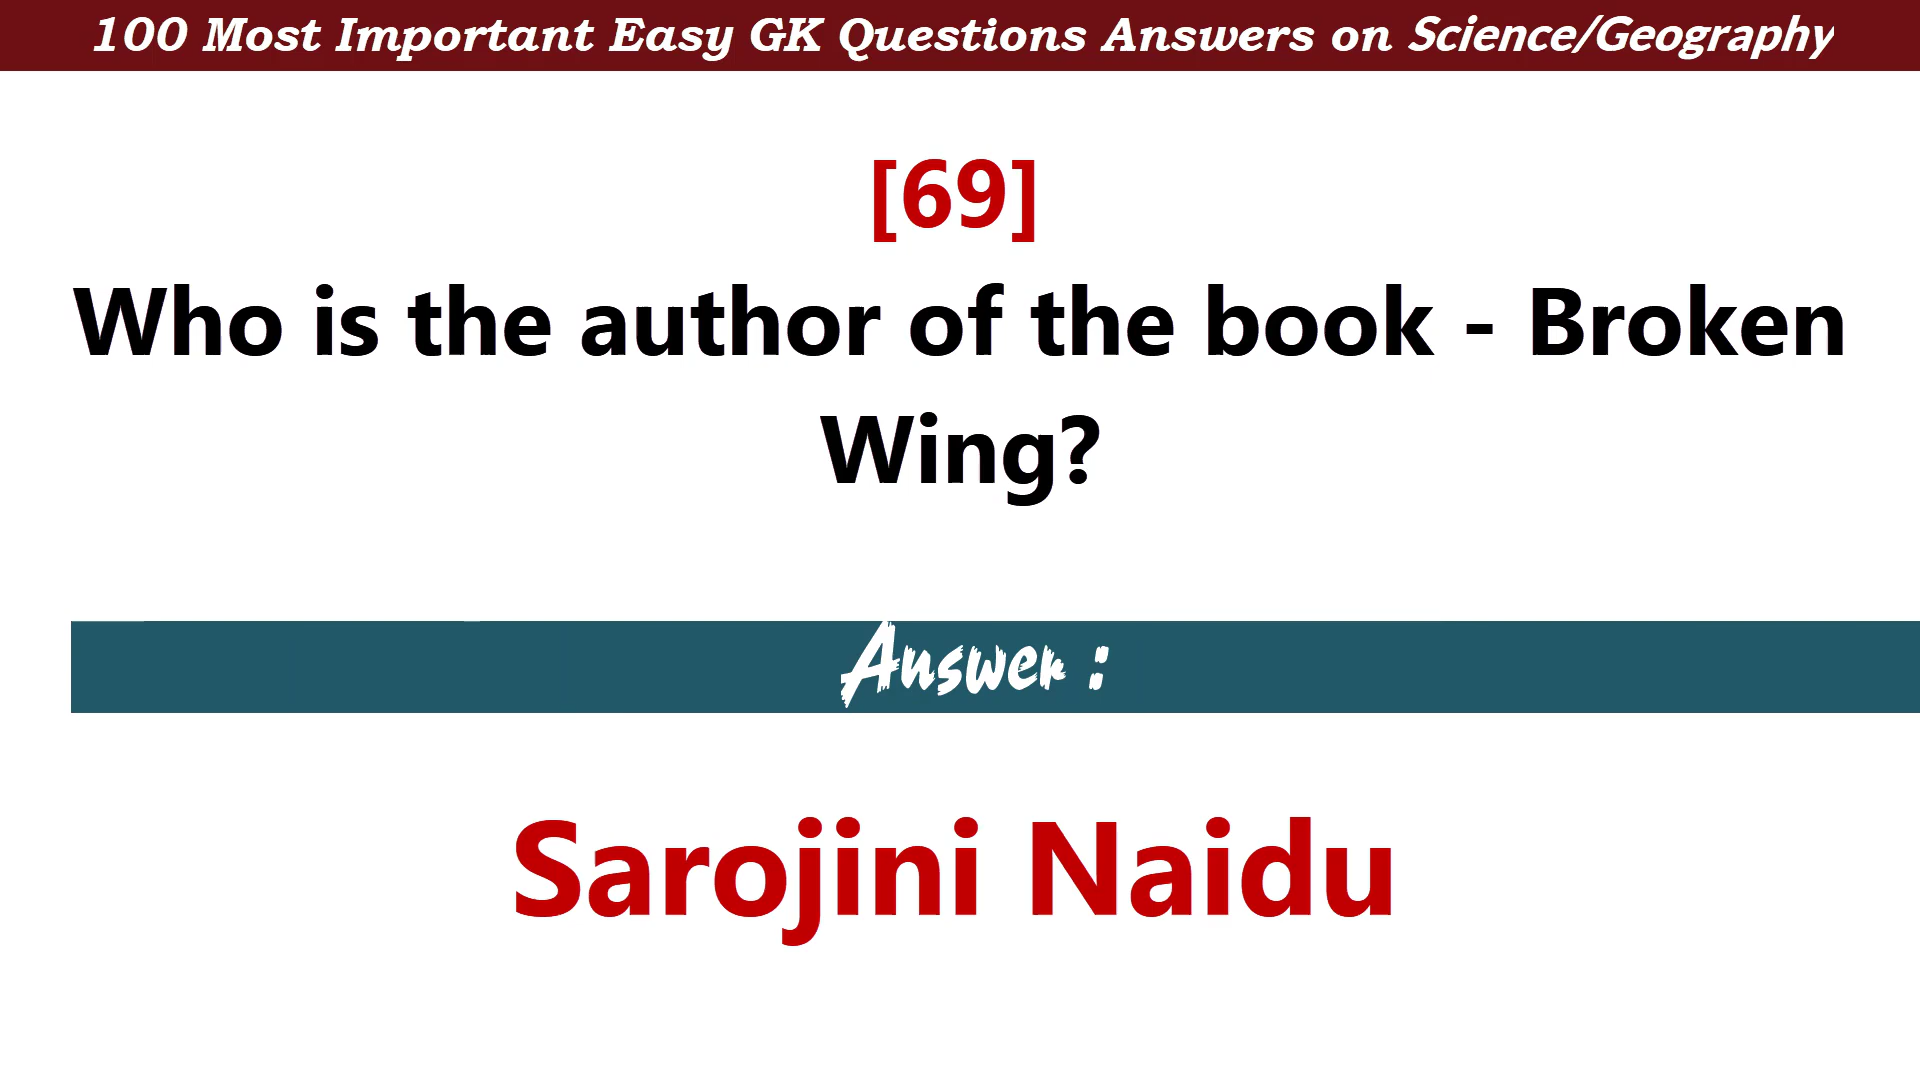 100 Most Important Easy GK Questions Answers on Science/Geography
[69]
Who is the author of the book - Broken
Wing?
Answer :
Sarojini Naidu